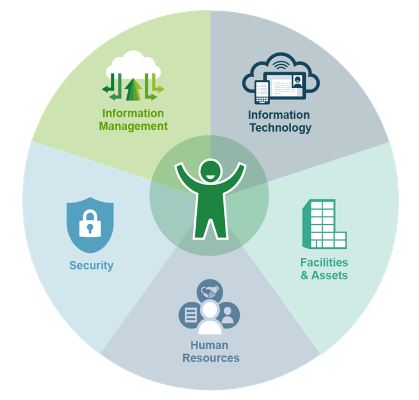 Information
Management
Information
Technology
Security
Facilities
& Assets
Human
Resources